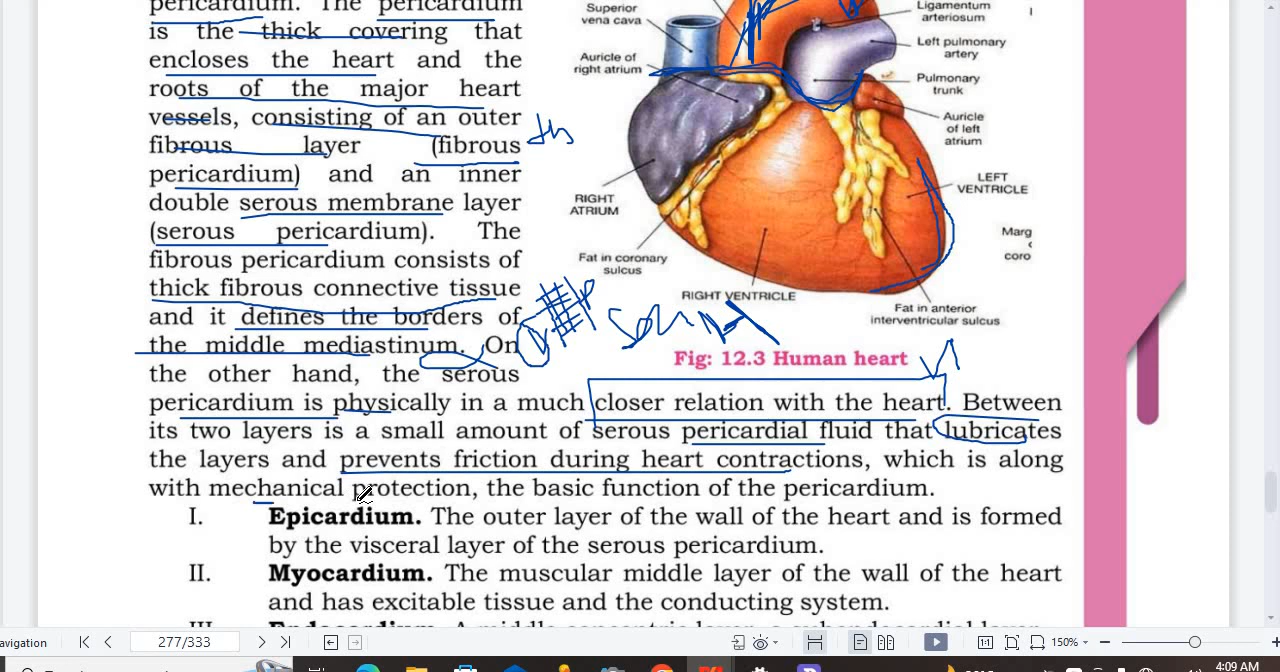 pericardium. The pericardium
is the thick covering that
encloses the heart and the
roots of the major heart
vessels, consisting of an outer
fibrous layer (fibrous
pericardium) and an inner
double serous membrane layer
(serous pericardium). The
fibrous pericardium consists of
thick fibrous connective tissue
and it defines the borders of
the middle mediastinum. On
the other hand, the serous
pericardium is physically in a much closer relation with the heart. Between
its two layers is a small amount of serous pericardial fluid that lubricates
the layers and prevents friction during heart contractions, which is along
with mechanical protection, the basic function of the pericardium.
Superior
vena cava
Auricle of
right atrium
RIGHT
ATRIUM
Fat in coronary
sulcus
RIGHT VENTRICLE
Ligamentum
arteriosum
Left pulmonary
artery
Pulmonary
trunk
Auricle
of left
atrium
LEFT
VENTRICLE
Marg
coro
Fat in anterior
interventricular sulcus
Fig: 12.3 Human heart
I. Epicardium. The outer layer of the wall of the heart and is formed
by the visceral layer of the serous pericardium.
II. Myocardium. The muscular middle layer of the wall of the heart
and has excitable tissue and the conducting system.
avigation
277/333
1:1
150%
4:09 AM